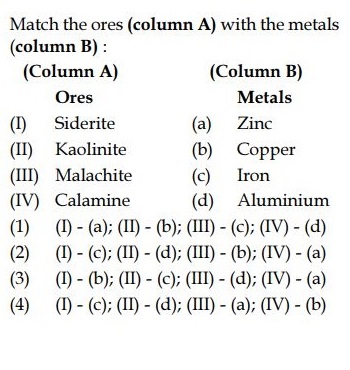 Match the ores (column A) with the metals
(column B) :
(Column A) (Column B)
Ores Metals
(I) Siderite (a) Zinc
(II) Kaolinite (b) Copper
(III) Malachite (c) Iron
(IV) Calamine (d) Aluminium
(1) (I) - (a); (II) - (b); (III) - (c); (IV) - (d)
(2) (I) - (c); (II) - (d); (III) - (b); (IV) - (a)
(3) (I) - (b); (II) - (c); (III) - (d); (IV) - (a)
(4) (I) - (c); (II) - (d); (III) - (a); (IV) - (b)